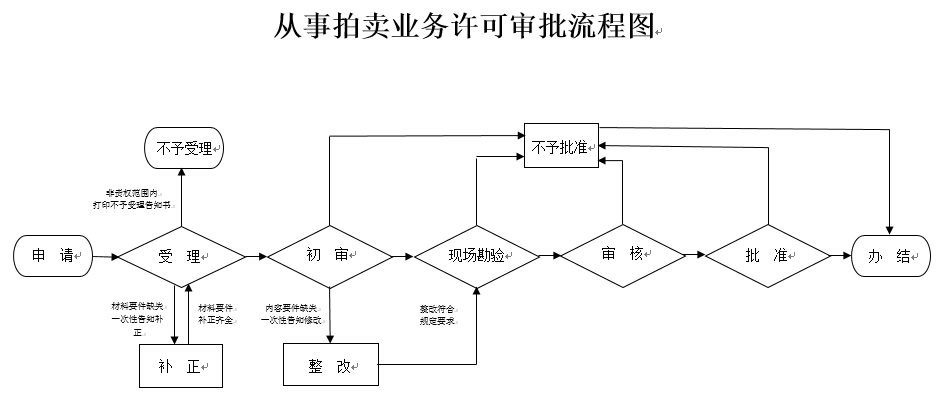 从事拍卖业务许可审批流程图
不予受理
不予批准
非授权范围内
打印不予受理告知书
申 请
受 理
初 审
现场勘验
审 核
批 准
办 结
材料要件缺失
一次性告知补
正
材料要件
补正齐全
内容要件缺失
一次性告知修改
整改符合
规定要求
补 正
整 改